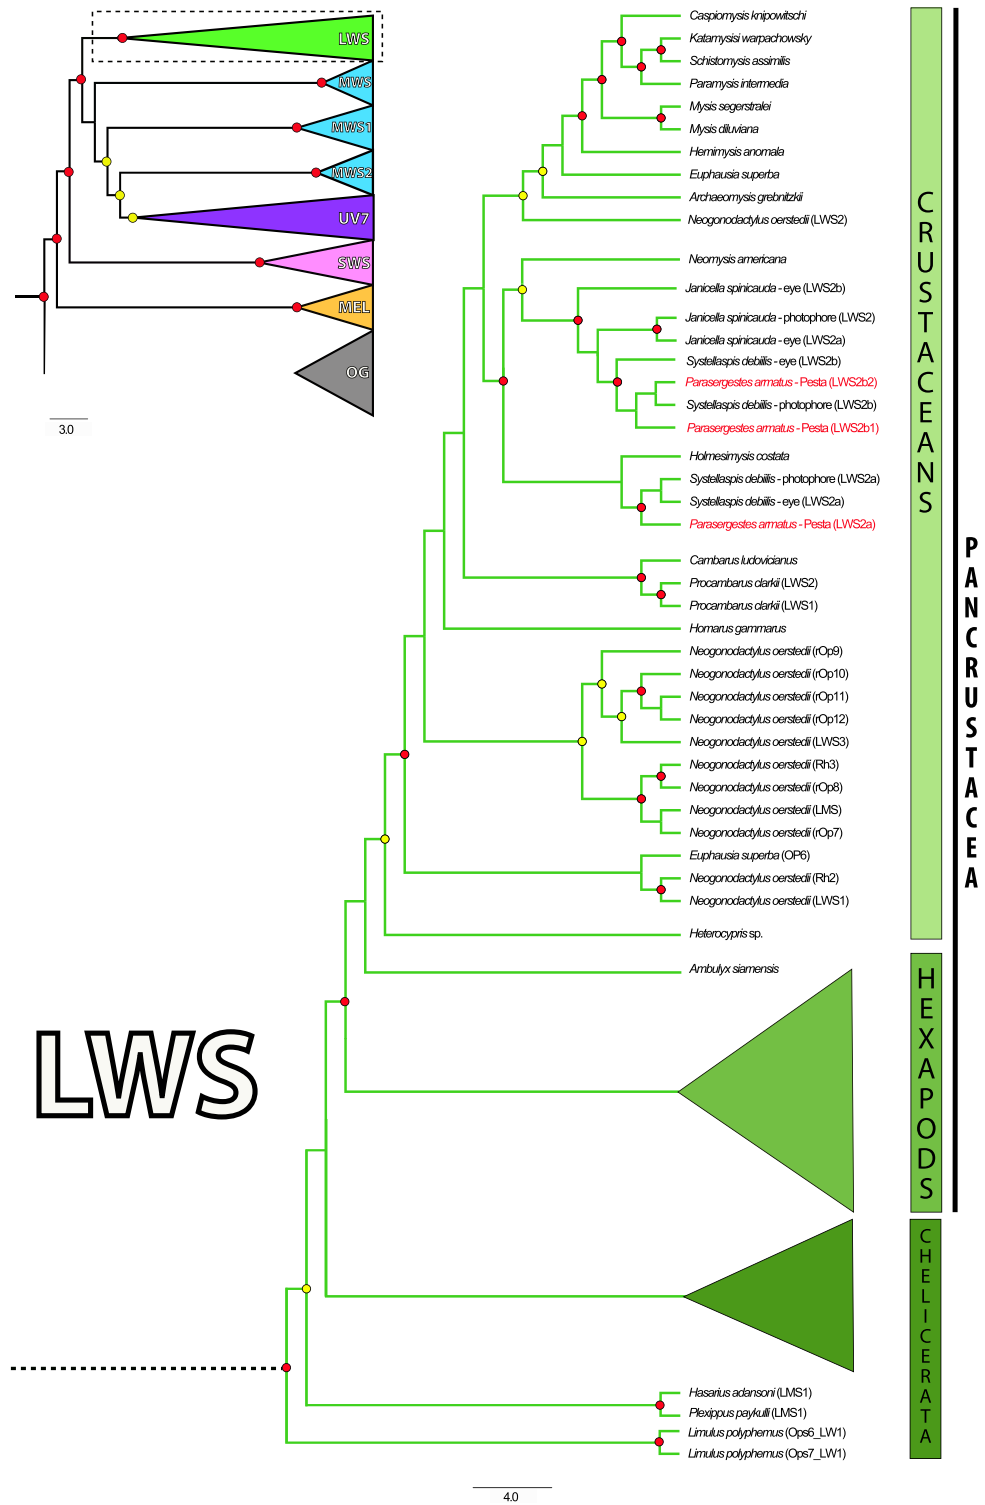 LWS
MWS
MWS1
MWS2
UV7
SWS
MEL
OG
3.0
Caspiomysis knipowitschi
Katamysisi warpachowsky
Schistomysis assimilis
Paramysis intermedia
Mysis segerstralei
Mysis diluviana
Hemimysis anomala
Euphausia superba
Archaeomysis grebnitzkii
Neogonodactylus oerstedii (LWS2)
Neomysis americana
Janicella spinicauda - eye (LWS2b)
Janicella spinicauda - photophore (LWS2)
Janicella spinicauda - eye (LWS2a)
Systellaspis debiilis - eye (LWS2b)
Parasergestes armatus - Pesta (LWS2b2)
Systellaspis debiilis - photophore (LWS2b)
Parasergestes armatus - Pesta (LWS2b1)
Holmesimysis costata
Systellaspis debiilis - photophore (LWS2a)
Systellaspis debiilis - eye (LWS2a)
Parasergestes armatus - Pesta (LWS2a)
Cambarus ludovicianus
Procambarus clarkii (LWS2)
Procambarus clarkii (LWS1)
Homarus gammarus
Neogonodactylus oerstedii (rOp9)
Neogonodactylus oerstedii (rOp10)
Neogonodactylus oerstedii (rOp11)
Neogonodactylus oerstedii (rOp12)
Neogonodactylus oerstedii (LWS3)
Neogonodactylus oerstedii (Rh3)
Neogonodactylus oerstedii (rOp8)
Neogonodactylus oerstedii (LMS)
Neogonodactylus oerstedii (rOp7)
Euphausia superba (OP6)
Neogonodactylus oerstedii (Rh2)
Neogonodactylus oerstedii (LWS1)
Heterocypris sp.
Ambulyx siamensis
LWS
Hasarius adansoni (LMS1)
Plexippus paykulli (LMS1)
Limulus polyphemus (Ops6_LW1)
Limulus polyphemus (Ops7_LW1)
4.0
CRUSTACEANS
HEXAPODS
CHELICERATA
PANCRUSTACEA